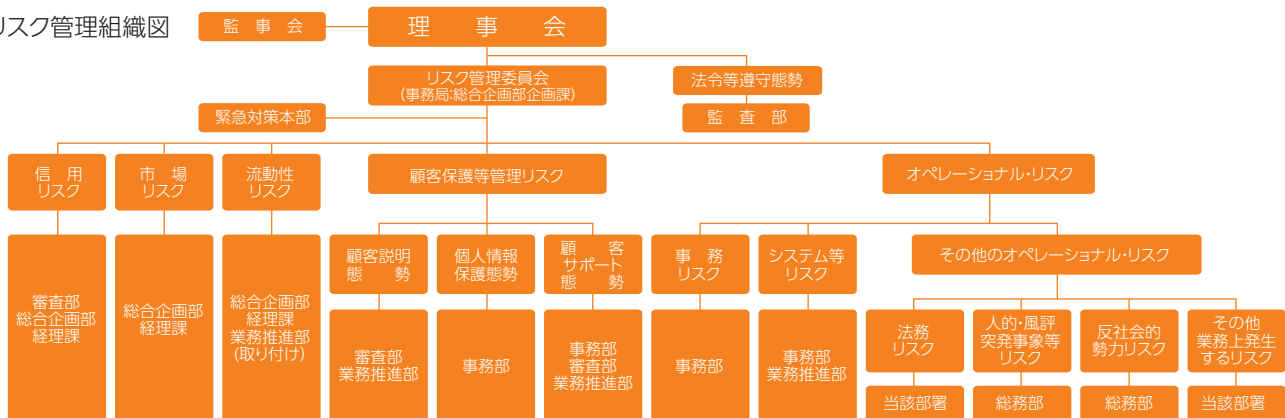 リスク管理組織図
監事会
理事会
リスク管理委員会
(事務局:総合企画部企画課)
法令等遵守態勢
緊急対策本部
監査部
信用
リスク
市場
リスク
流動性
リスク
顧客保護等管理リスク
オペレーショナル・リスク
顧客説明
態勢
個人情報
保護態勢
顧客
サポート
態勢
事務
リスク
システム等
リスク
その他のオペレーショナル・リスク
審査部
総合企画部
経理課
総合企画部
経理課
総合企画部
経理課
業務推進部
(取り付け)
審査部
業務推進部
事務部
事務部
審査部
業務推進部
事務部
事務部
業務推進部
法務
リスク
人的・風評
突発事象等
リスク
反社会的
勢力リスク
その他
業務上発生
するリスク
当該部署
総務部
総務部
当該部署